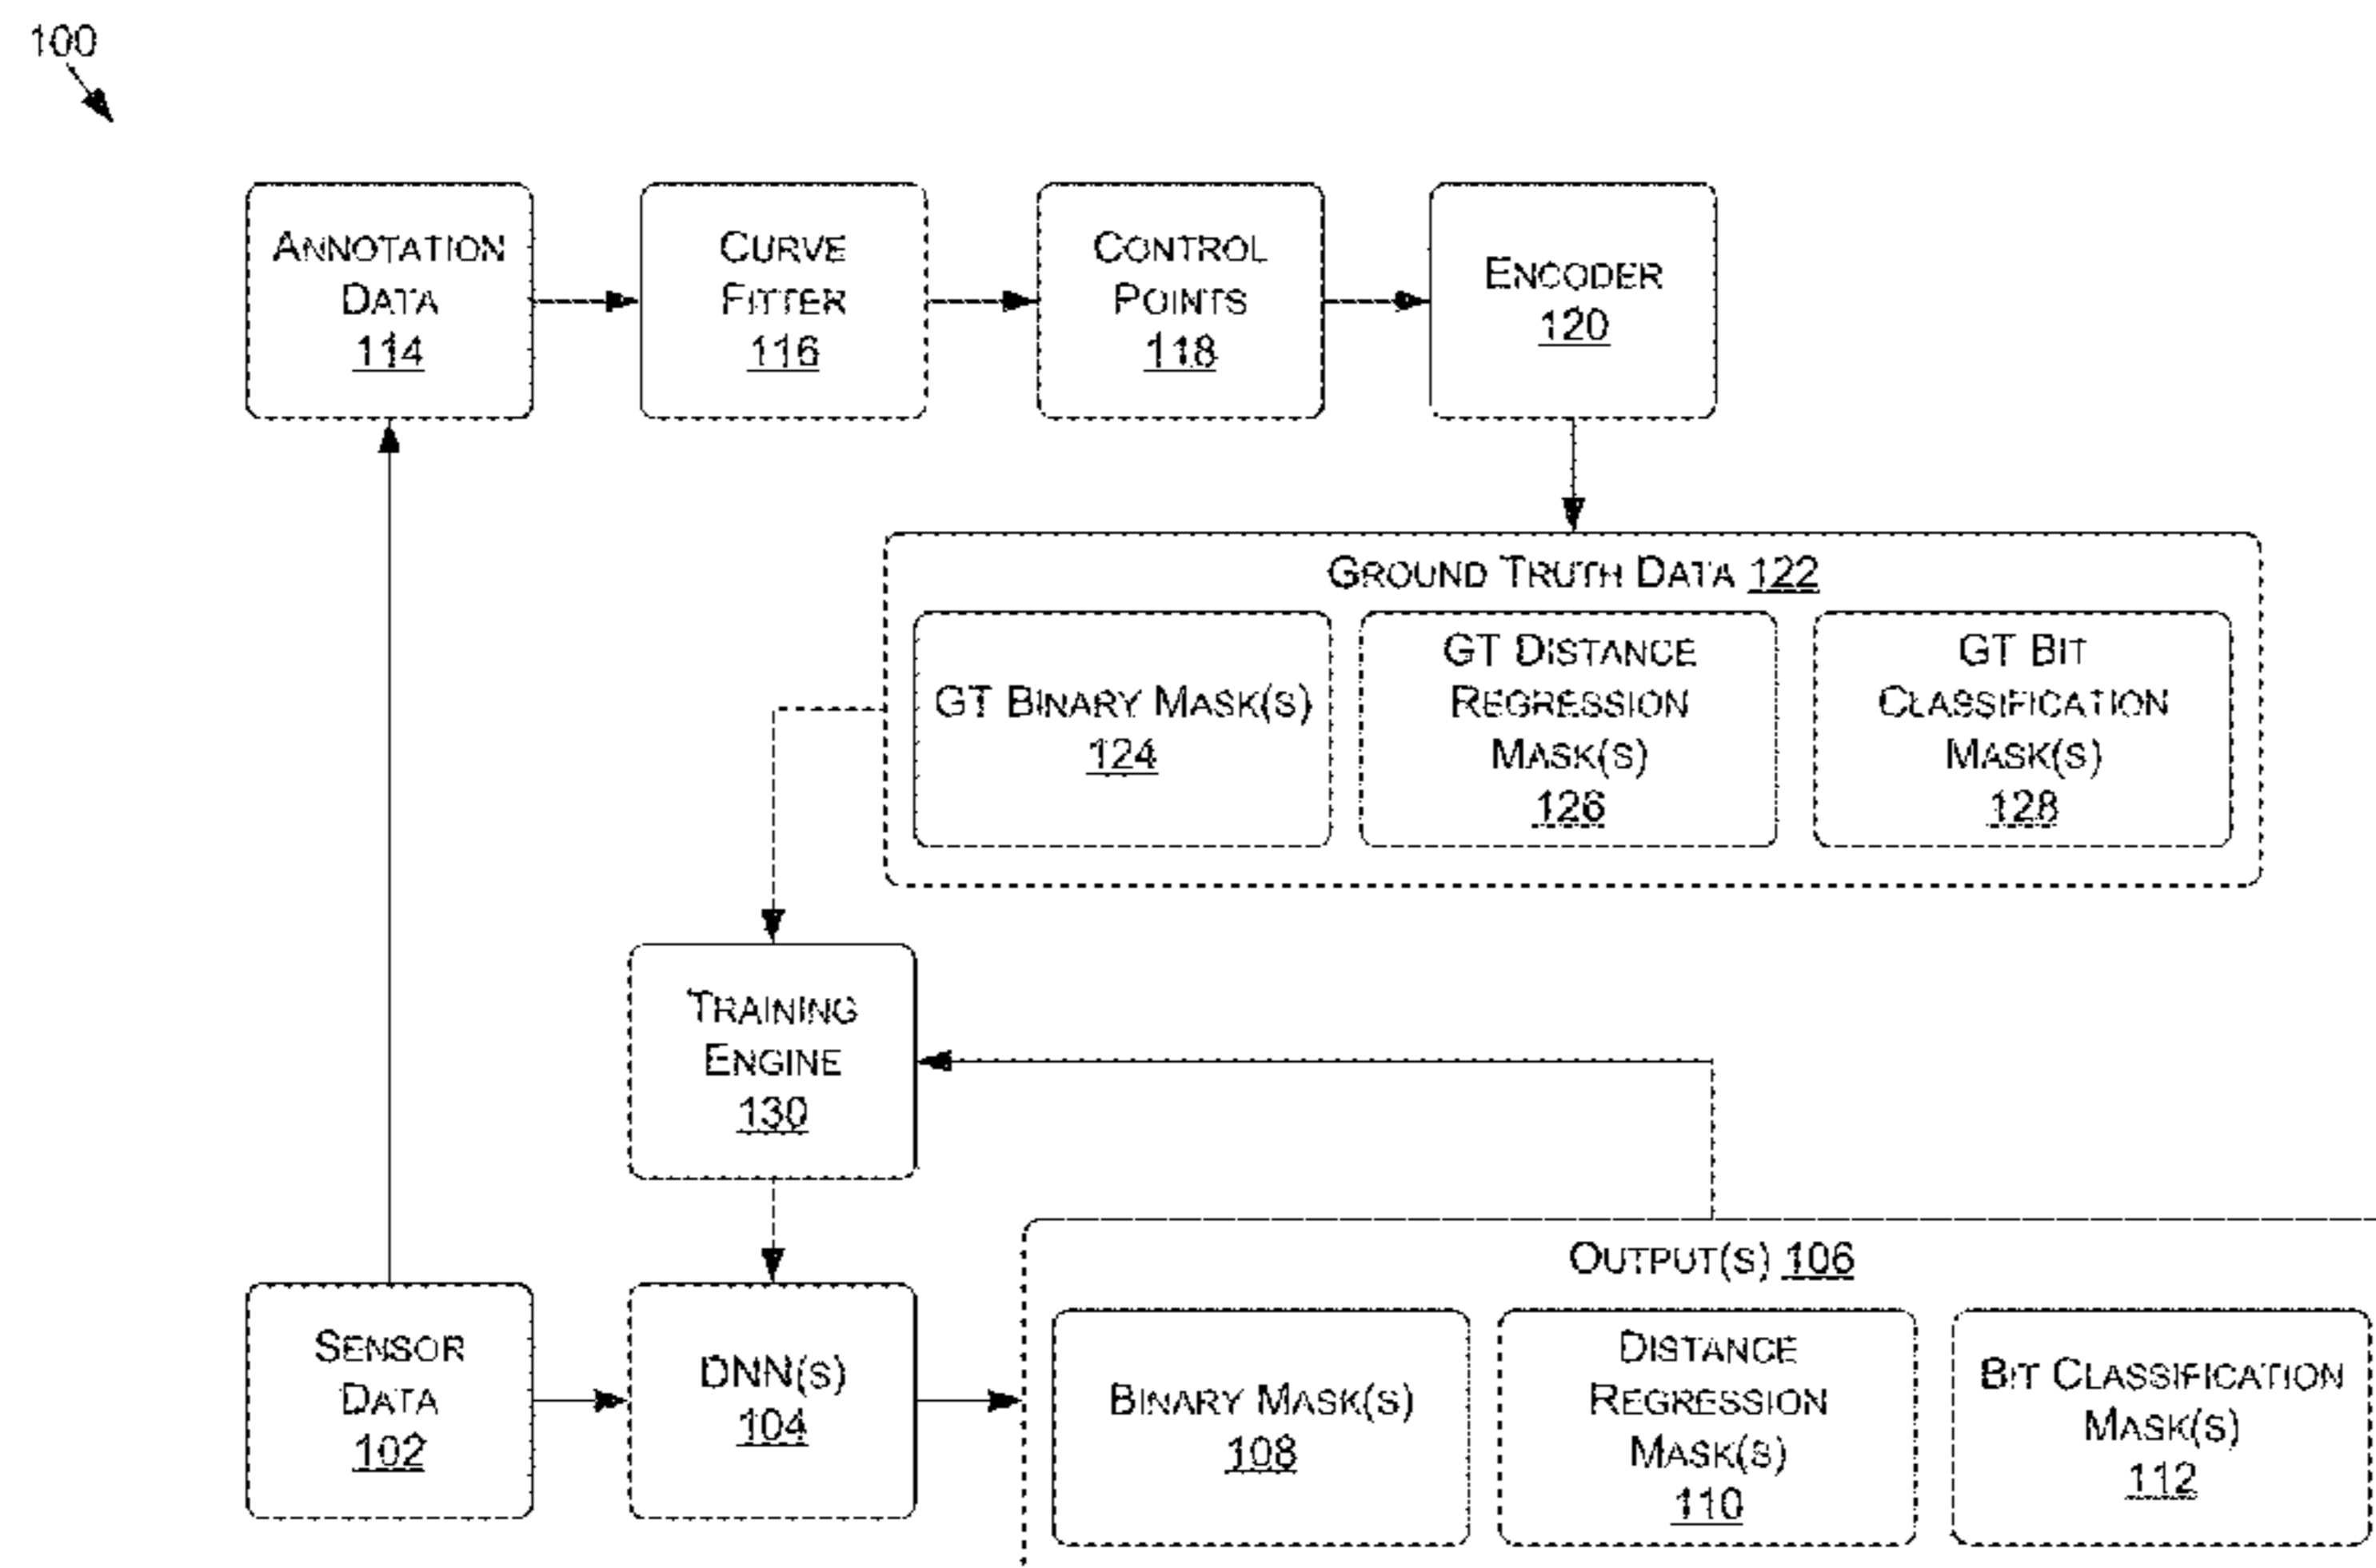 100
ANNOTATION
DATA
114
CURVE
FITTER
116
CONTROL
POINTS
118
ENCODER
120
GROUND TRUTH DATA 122
GT BINARY MASK(S)
124
GT DISTANCE
REGRESSION
MASK(S)
126
GT BIT
CLASSIFICATION
MASK(S)
128
TRAINING
ENGINE
130
SENSOR
DATA
102
DNN(S)
104
OUTPUT(S) 106
BINARY MASK(S)
108
DISTANCE
REGRESSION
MASK(S)
110
BIT CLASSIFICATION
MASK(S)
112